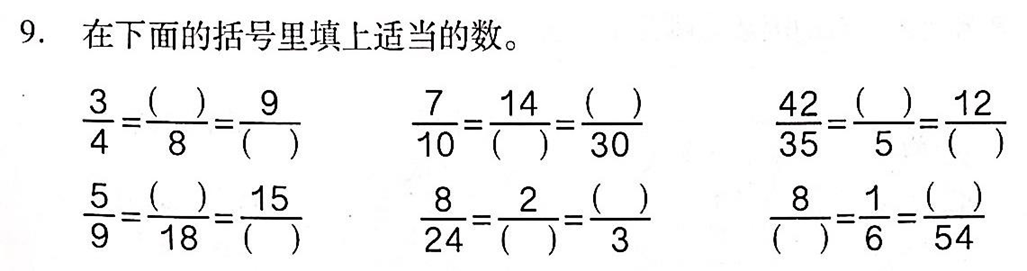 9. 在下面的括号里填上适当的数。
3/4=( )/8=9/( ) 7/10=14/( )=( )/30 42/35=( )/5=12/( )
5/9=( )/18=15/( ) 8/24=2/( )=( )/3 8/( )=1/6=( )/54